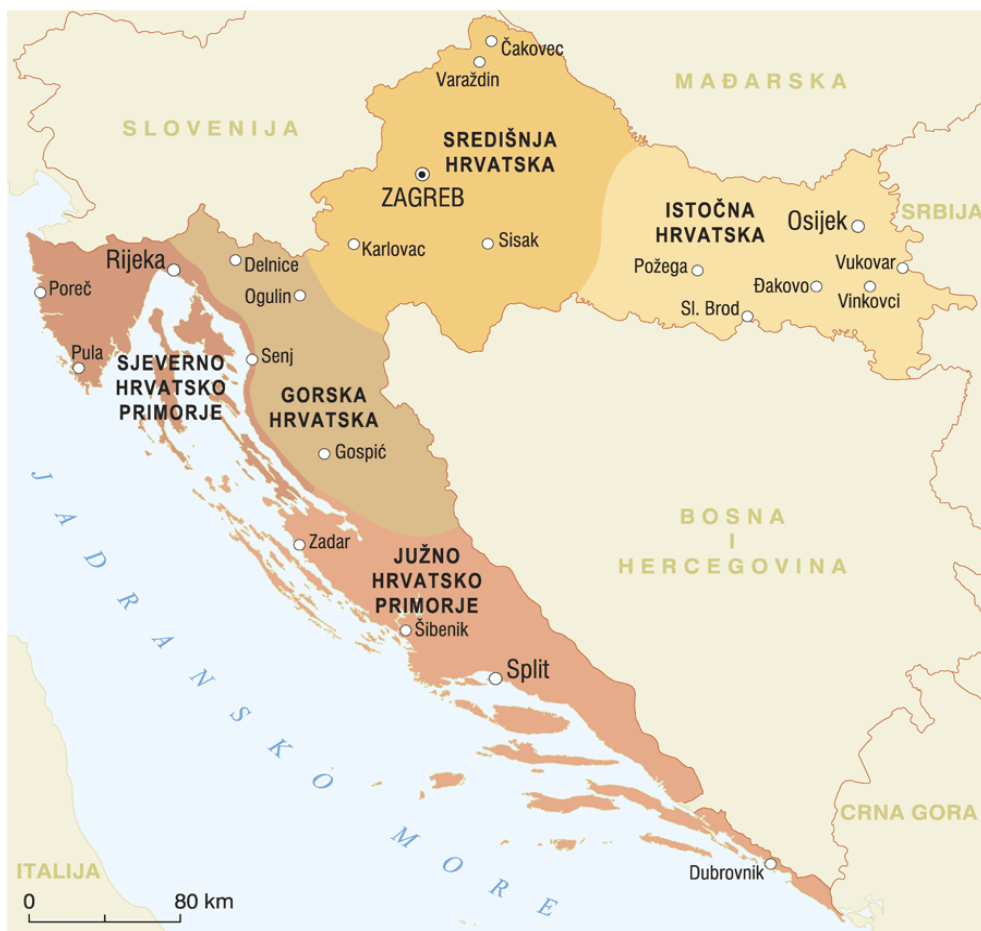 Čakovec
Varaždin
MAĐARSKA
SLOVENIJA
SREDIŠNJA
HRVATSKA
ZAGREB
ISTOČNA
HRVATSKA
Osijek
SRBIJA
Karlovac
Sisak
Rijeka
Delnice
Požega
Vukovar
Poreč
Ogulin
Đakovo
Vinkovci
Sl. Brod
Pula
Senj
SJEVERNO
HRVATSKO
PRIMORJE
GORSKA
HRVATSKA
Gospić
JADRANSKO MORE
BOSNA
I
HERCEGOVINA
Zadar
JUŽNO
HRVATSKO
PRIMORJE
Šibenik
Split
CRNA GORA
ITALIJA
Dubrovnik
0 80 km